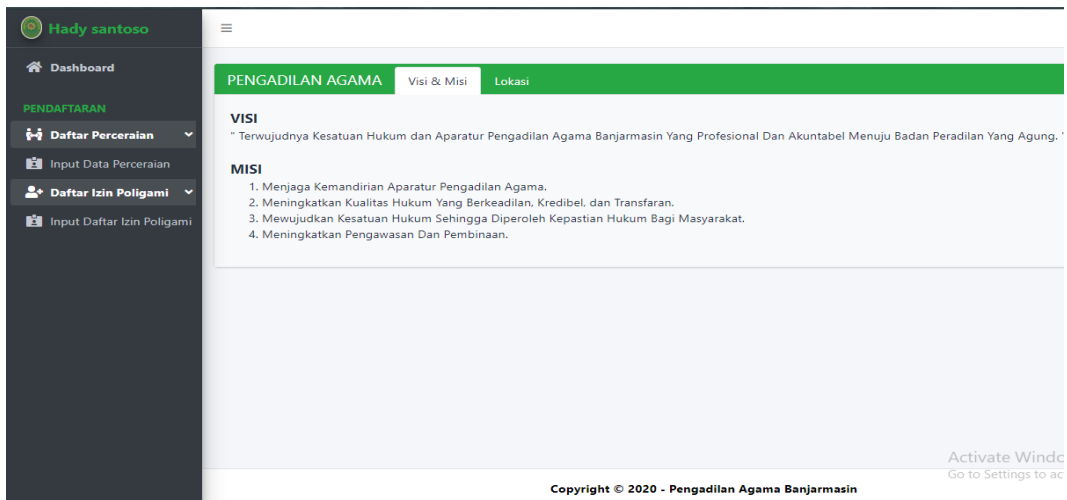 Hady santoso
Dashboard
PENDAFTARAN
Daftar Perceraian
Input Data Perceraian
Daftar Izin Poligami
Input Daftar Izin Poligami
PENGADILAN AGAMA Visi & Misi Lokasi
VISI
" Terwujudnya Kesatuan Hukum dan Aparatur Pengadilan Agama Banjarmasin Yang Profesional Dan Akuntabel Menuju Badan Peradilan Yang Agung. "
MISI
1. Menjaga Kemandirian Aparatur Pengadilan Agama.
2. Meningkatkan Kualitas Hukum Yang Berkeadilan, Kredibel, dan Transfaran.
3. Mewujudkan Kesatuan Hukum Sehingga Diperoleh Kepastian Hukum Bagi Masyarakat.
4. Meningkatkan Pengawasan Dan Pembinaan.
Activate Windo
Go to Settings to ac
Copyright © 2020 - Pengadilan Agama Banjarmasin